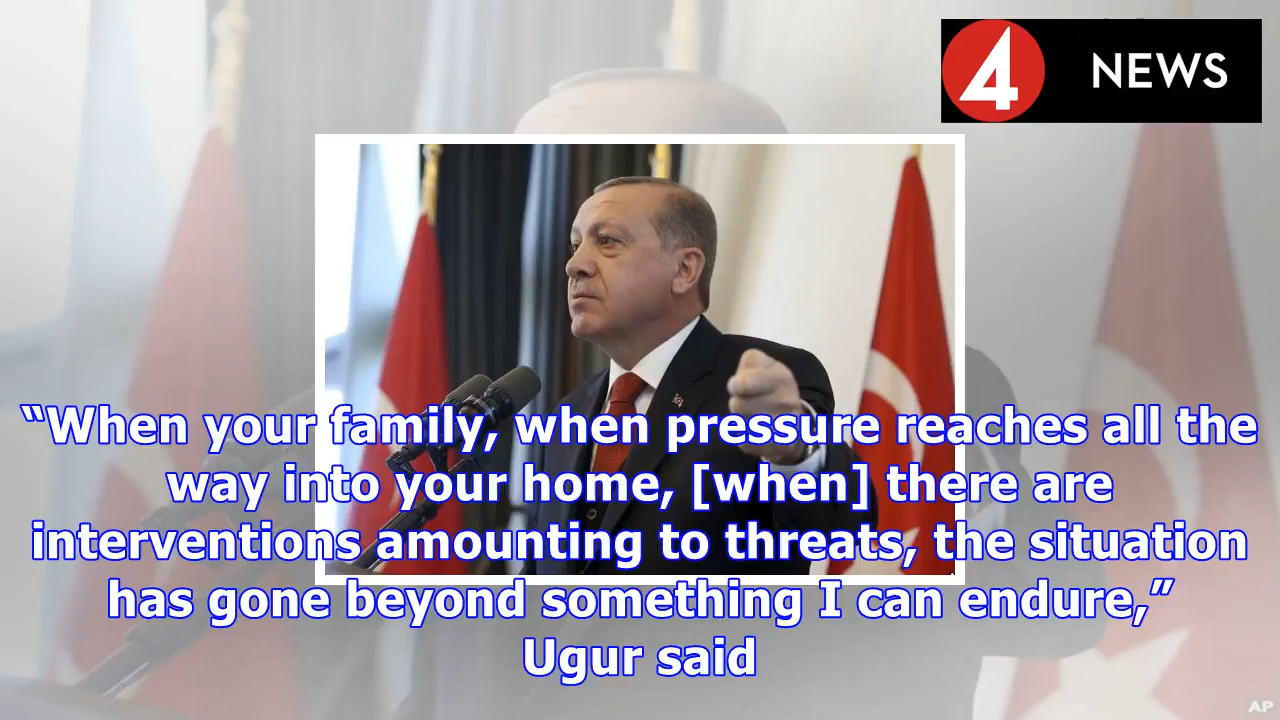 4 NEWS
“When your family, when pressure reaches all the
way into your home, [when] there are
interventions amounting to threats, the situation
has gone beyond something I can endure,”
Ugur said
AP